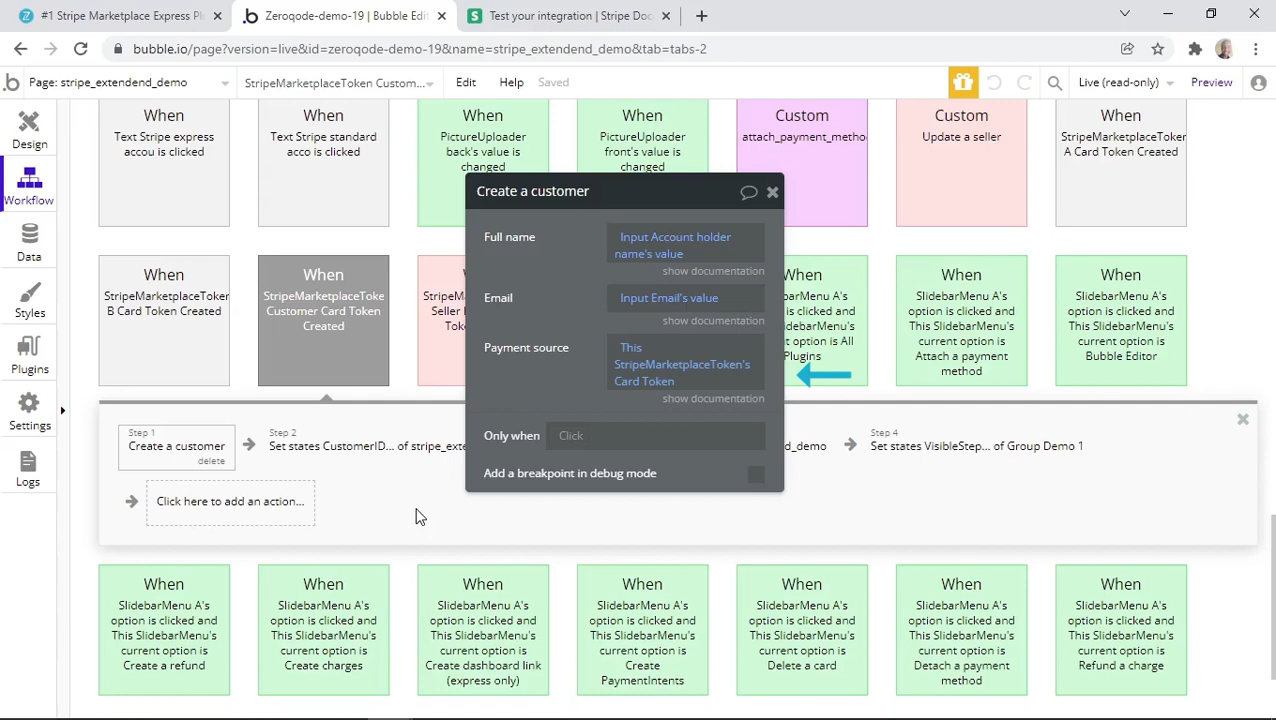 #1 Stripe Marketplace Express Pl
Zeroqode-demo-19 | Bubble Edi
Test your integration | Stripe Doc
bubble.io/page?version=live&id=zeroqode-demo-19&name=stripe_extendend_demo&tab=tabs-2
Page: stripe_extendend_demo
StripeMarketplaceToken Custom...
Edit
Help
Saved
Live (read-only)
Preview
Design
Workflow
Data
Styles
Plugins
Settings
Logs
When
Text Stripe express
accou is clicked
When
Text Stripe standard
acco is clicked
When
PictureUploader
back's value is
changed
When
PictureUploader
front's value is
changed
Custom
attach_payment_metho
Custom
Update a seller
When
StripeMarketplaceToken
A Card Token Created
When
StripeMarketplaceToken
B Card Token Created
When
StripeMarketplaceToke
Customer Card Token
Created
StripeMa
Seller
Tok
When
option is All
Plugins
When
SlidebarMenu A's
option is clicked and
This SlidebarMenu's
current option is
Attach a payment
method
When
SlidebarMenu A's
option is clicked and
This SlidebarMenu's
current option is
Bubble Editor
Create a customer
Full name
Input Account holder
name's value
show documentation
Email
Input Email's value
show documentation
Payment source
This
StripeMarketplaceToken's
Card Token
show documentation
Only when
Click
Add a breakpoint in debug mode
Step 1
Create a customer
delete
Step 2
Set states CustomerID... of stripe_exte
d_demo
Step 4
Set states VisibleStep... of Group Demo 1
Click here to add an action...
When
SlidebarMenu A's
option is clicked and
This SlidebarMenu's
current option is
Create a refund
When
SlidebarMenu A's
option is clicked and
This SlidebarMenu's
current option is
Create charges
When
SlidebarMenu A's
option is clicked and
This SlidebarMenu's
current option is
Create dashboard link
(express only)
When
SlidebarMenu A's
option is clicked and
This SlidebarMenu's
current option is
Create
PaymentIntents
When
SlidebarMenu A's
option is clicked and
This SlidebarMenu's
current option is
Delete a card
When
SlidebarMenu A's
option is clicked and
This SlidebarMenu's
current option is
Detach a payment
method
When
SlidebarMenu A's
option is clicked and
This SlidebarMenu's
current option is
Refund a charge